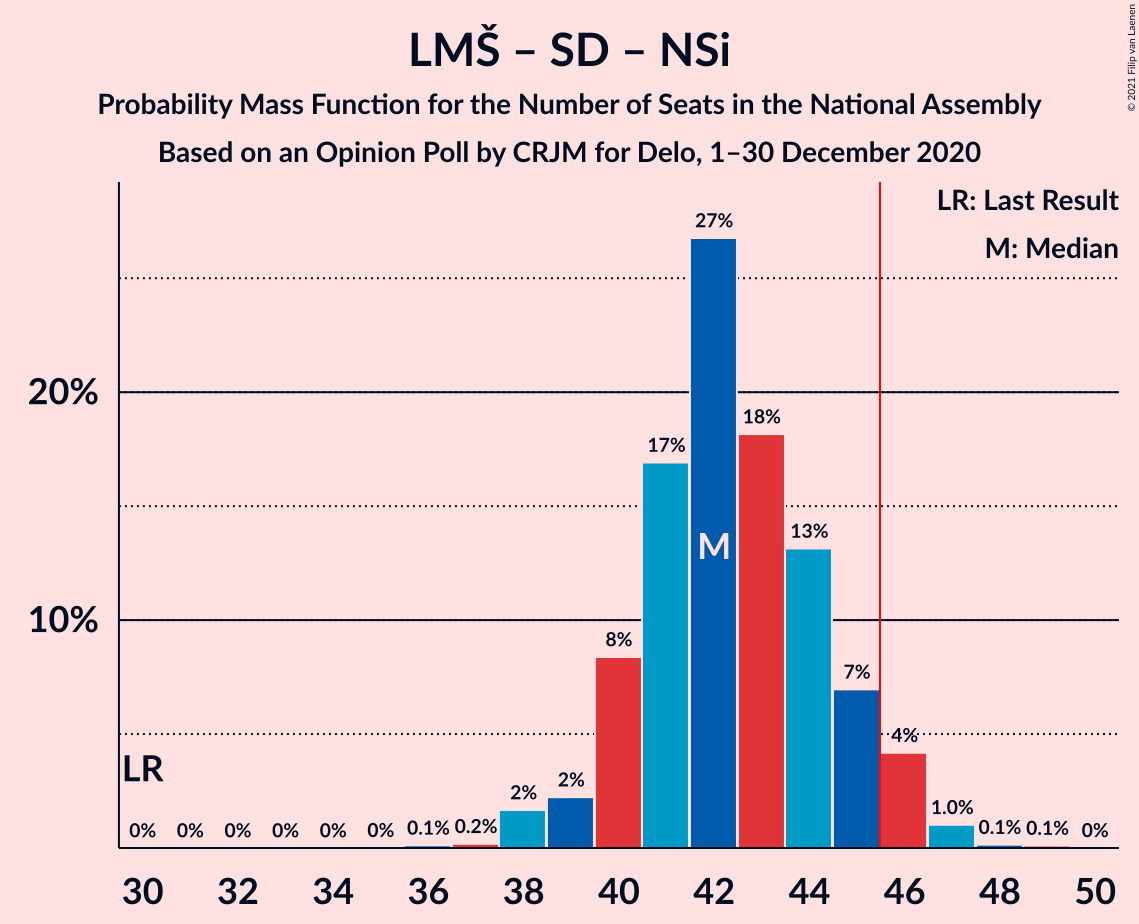 LMŠ – SD – NSi
Probability Mass Function for the Number of Seats in the National Assembly
Based on an Opinion Poll by CRJM for Delo, 1–30 December 2020
© 2021 Filip van Laenen
LR: Last Result
M: Median
27%
20%
18%
17%
M
13%
10%
8%
7%
4%
LR
2%
2%
1.0%
0% 0% 0% 0% 0% 0% 0.1% 0.2% 0.1% 0.1% 0%
30 32 34 36 38 40 42 44 46 48 50